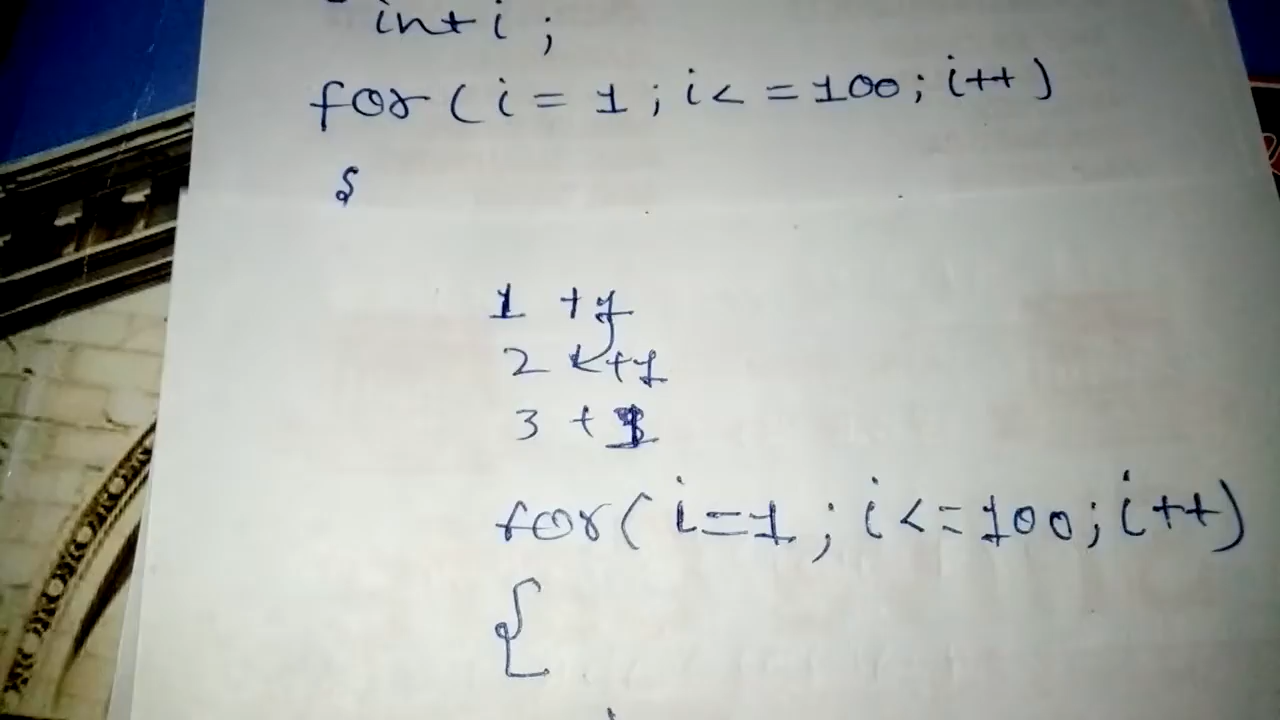 int i ;
for ( i = 1 ; i < = 100 ; i++ )
{
1 +1
2 +1
3 + 1
for ( i=1 ; i <= 100 ; i++ )
{